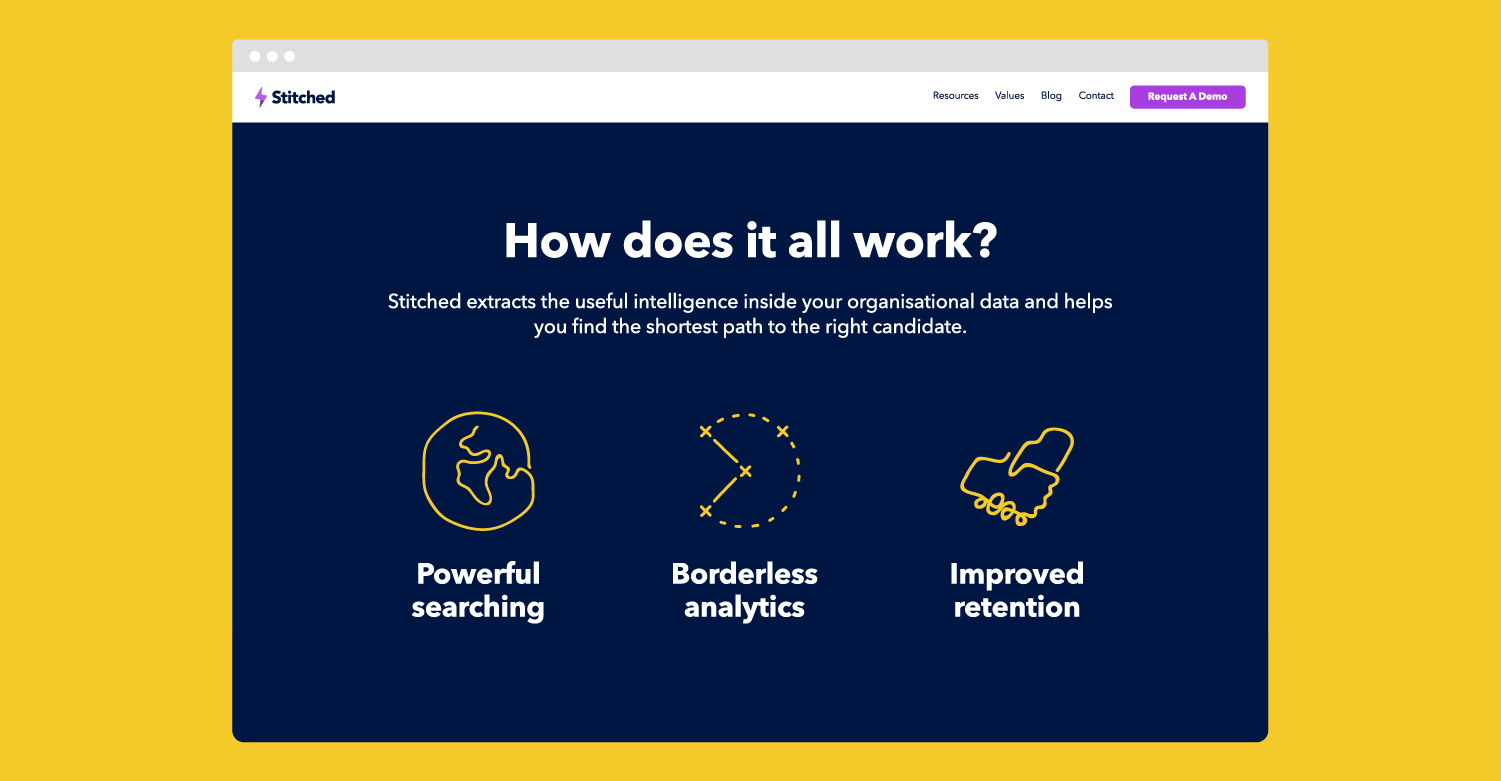 Stitched
Resources Values Blog Contact Request A Demo
How does it all work?
Stitched extracts the useful intelligence inside your organisational data and helps
you find the shortest path to the right candidate.
Powerful
searching
Borderless
analytics
Improved
retention